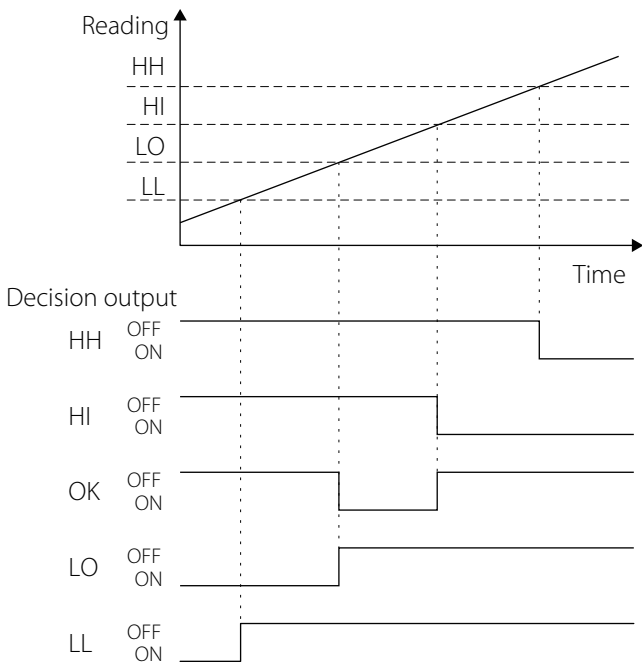 Reading
HH
HI
LO
LL
Time
Decision output
HH OFF
ON
HI OFF
ON
OK OFF
ON
LO OFF
ON
LL OFF
ON